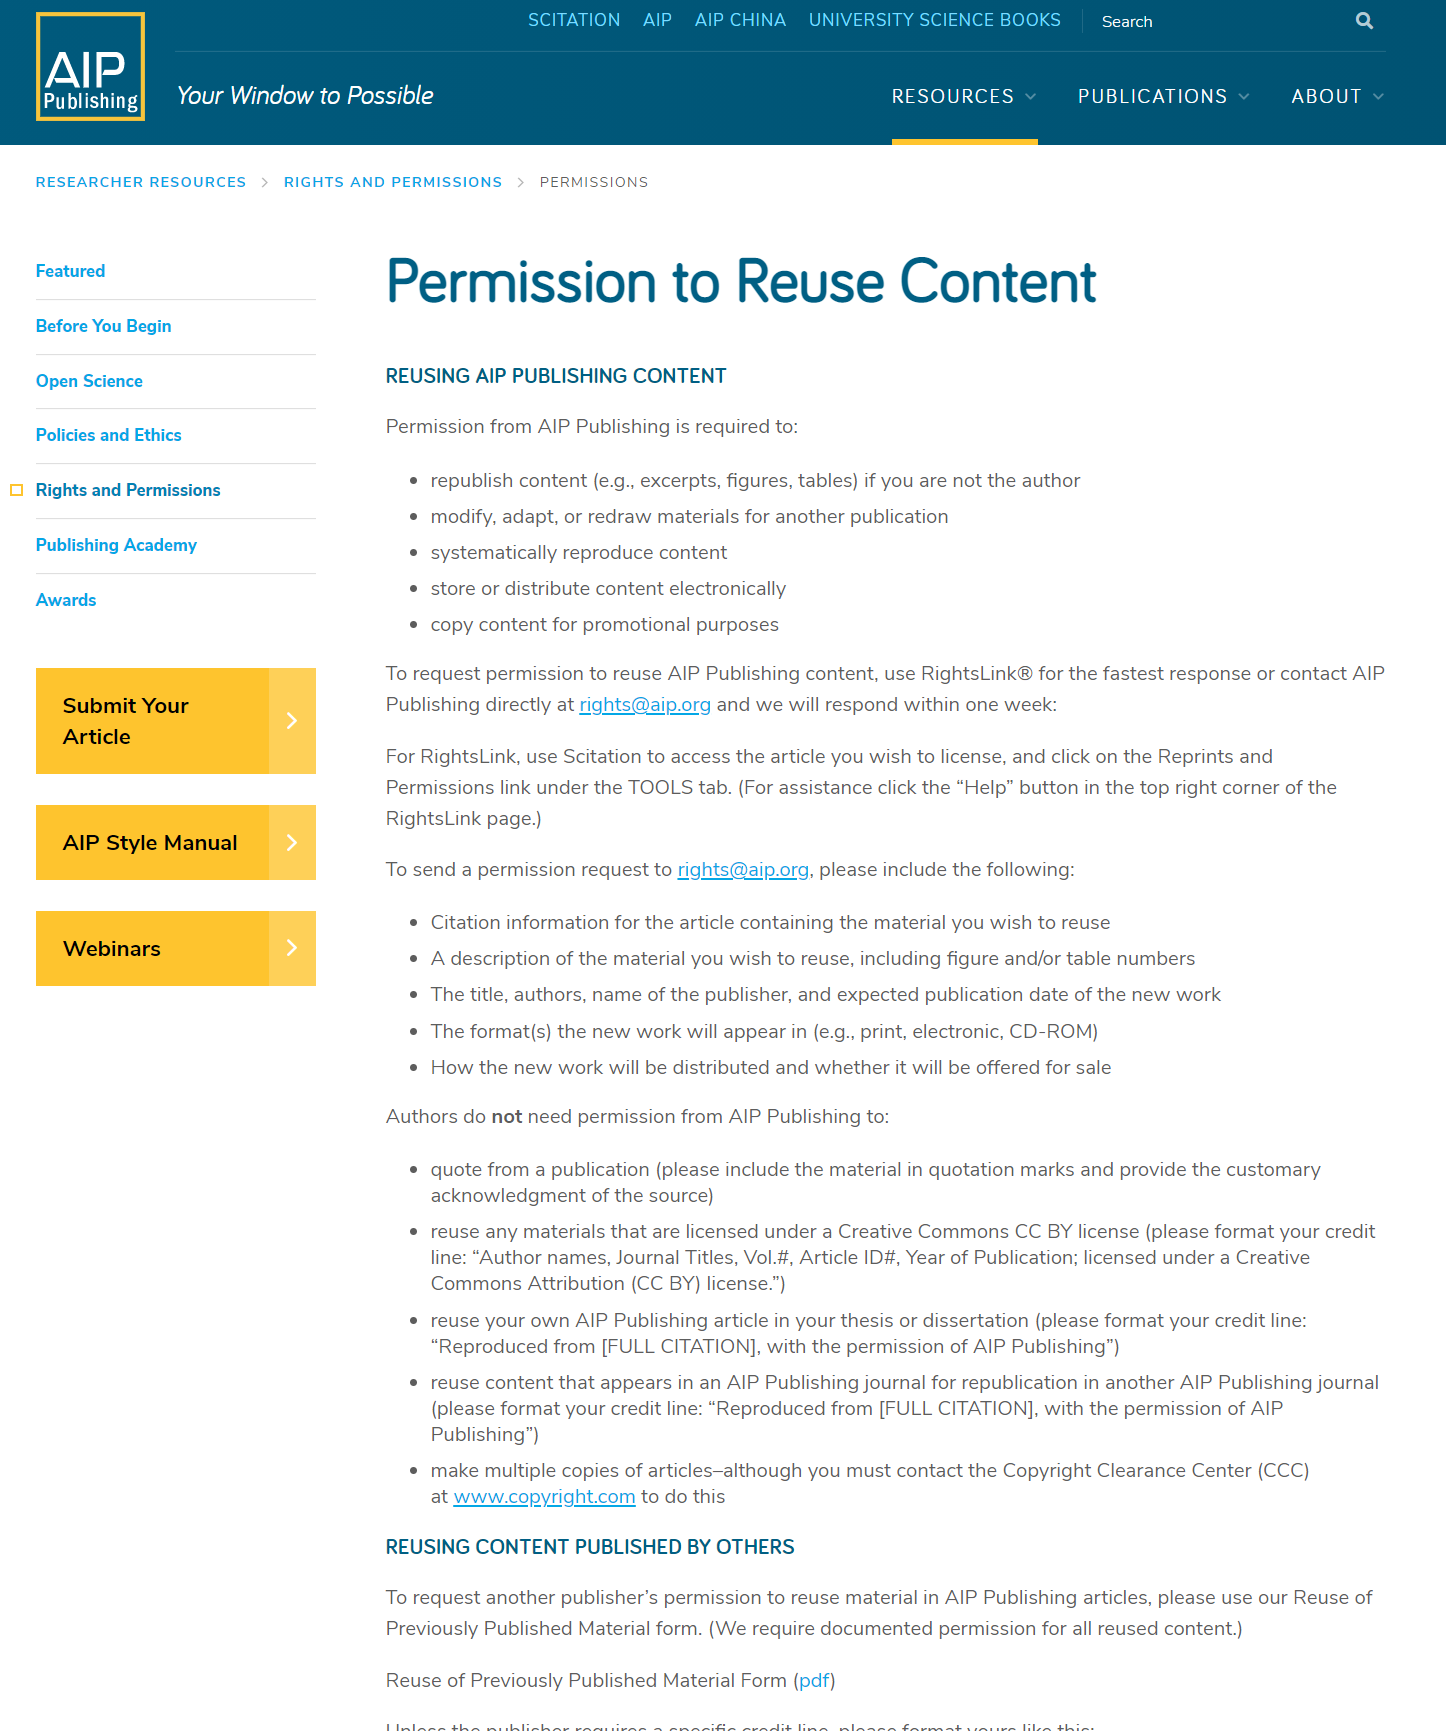 SCITATION AIP AIP CHINA UNIVERSITY SCIENCE BOOKS Search
AIP
Publishing
Your Window to Possible
RESOURCES PUBLICATIONS ABOUT
RESEARCHER RESOURCES > RIGHTS AND PERMISSIONS > PERMISSIONS
Featured
Before You Begin
Open Science
Policies and Ethics
Rights and Permissions
Publishing Academy
Awards
Submit Your
Article
AIP Style Manual
Webinars
Permission to Reuse Content
REUSING AIP PUBLISHING CONTENT
Permission from AIP Publishing is required to:
• republish content (e.g., excerpts, figures, tables) if you are not the author
• modify, adapt, or redraw materials for another publication
• systematically reproduce content
• store or distribute content electronically
• copy content for promotional purposes
To request permission to reuse AIP Publishing content, use RightsLink® for the fastest response or contact AIP
Publishing directly at rights@aip.org and we will respond within one week:
For RightsLink, use Scitation to access the article you wish to license, and click on the Reprints and
Permissions link under the TOOLS tab. (For assistance click the “Help” button in the top right corner of the
RightsLink page.)
To send a permission request to rights@aip.org, please include the following:
• Citation information for the article containing the material you wish to reuse
• A description of the material you wish to reuse, including figure and/or table numbers
• The title, authors, name of the publisher, and expected publication date of the new work
• The format(s) the new work will appear in (e.g., print, electronic, CD-ROM)
• How the new work will be distributed and whether it will be offered for sale
Authors do not need permission from AIP Publishing to:
• quote from a publication (please include the material in quotation marks and provide the customary
acknowledgment of the source)
• reuse any materials that are licensed under a Creative Commons CC BY license (please format your credit
line: “Author names, Journal Titles, Vol.#, Article ID#, Year of Publication; licensed under a Creative
Commons Attribution (CC BY) license.”)
• reuse your own AIP Publishing article in your thesis or dissertation (please format your credit line:
“Reproduced from [FULL CITATION], with the permission of AIP Publishing”)
• reuse content that appears in an AIP Publishing journal for republication in another AIP Publishing journal
(please format your credit line: “Reproduced from [FULL CITATION], with the permission of AIP
Publishing”)
• make multiple copies of articles–although you must contact the Copyright Clearance Center (CCC)
at www.copyright.com to do this
REUSING CONTENT PUBLISHED BY OTHERS
To request another publisher’s permission to reuse material in AIP Publishing articles, please use our Reuse of
Previously Published Material form. (We require documented permission for all reused content.)
Reuse of Previously Published Material Form (pdf)
Unless the publisher requires a specific credit line, please format yours like this: